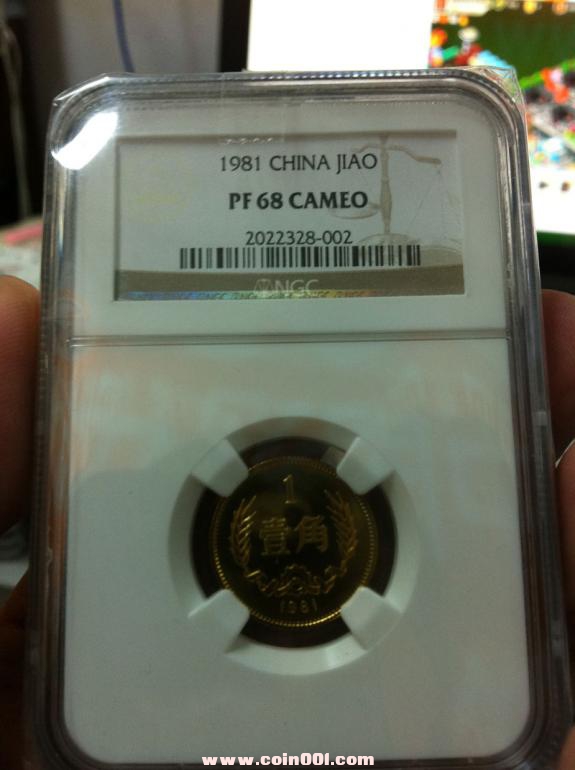 1981 CHINA JIAO
PF 68 CAMEO
2022328-002
NGC
1
壹角
1981
www.coin001.com